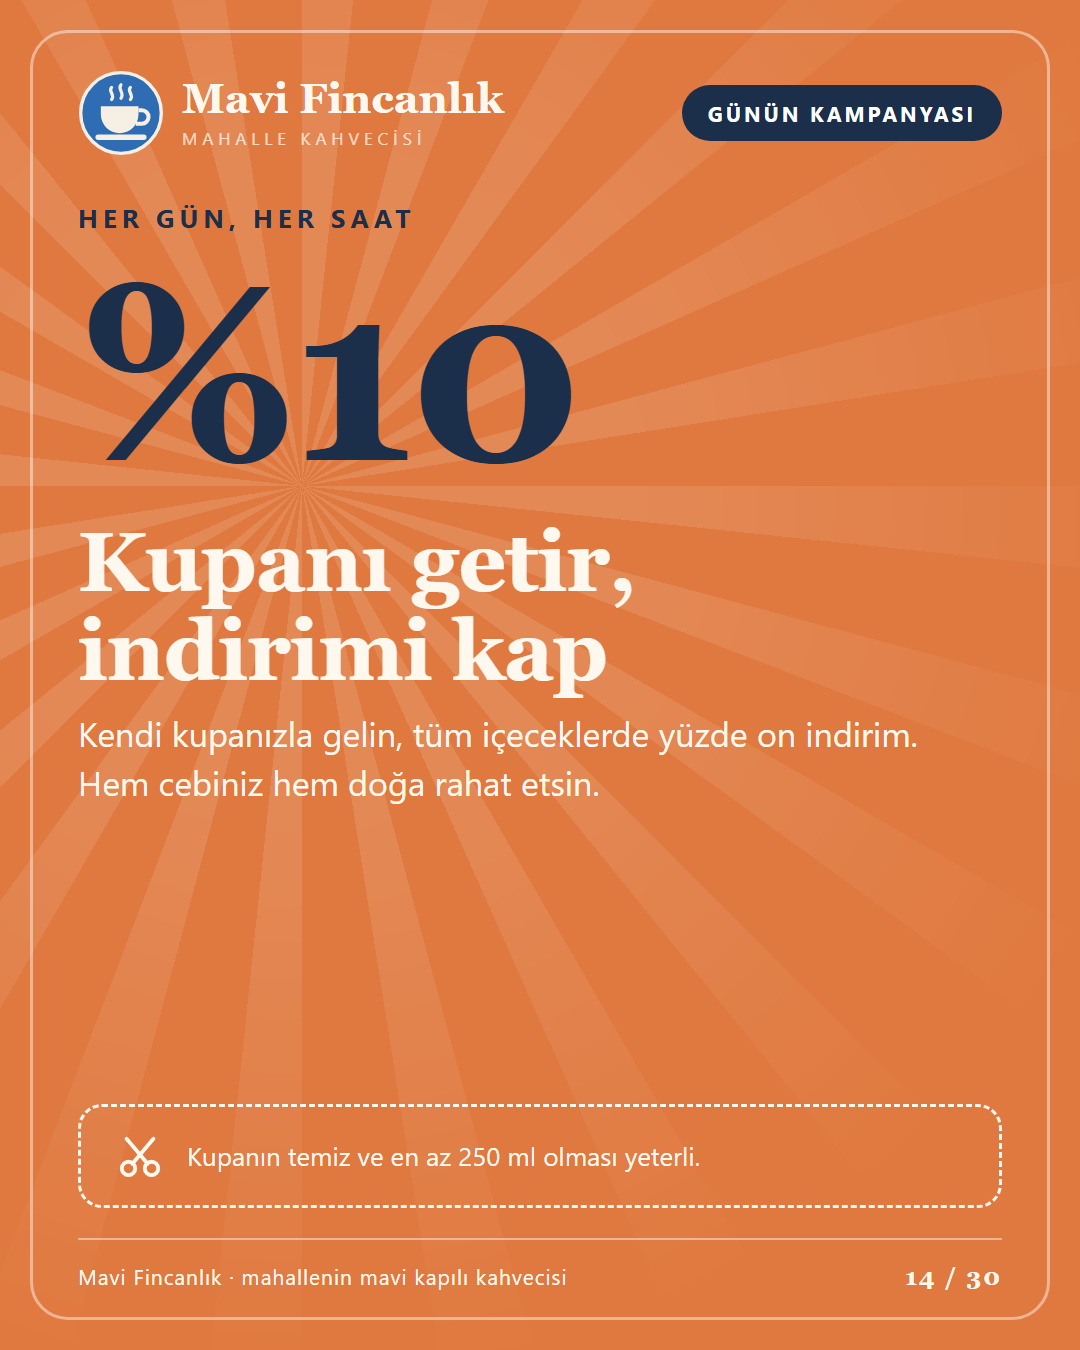 Mavi Fincanlık
MAHALLE KAHVECİSİ
GÜNÜN KAMPANYASI
HER GÜN, HER SAAT
%10
Kupanı getir,
indirimi kap
Kendi kupanızla gelin, tüm içeceklerde yüzde on indirim.
Hem cebiniz hem doğa rahat etsin.
Kupanın temiz ve en az 250 ml olması yeterli.
Mavi Fincanlık · mahallenin mavi kapılı kahvecisi
14 / 30